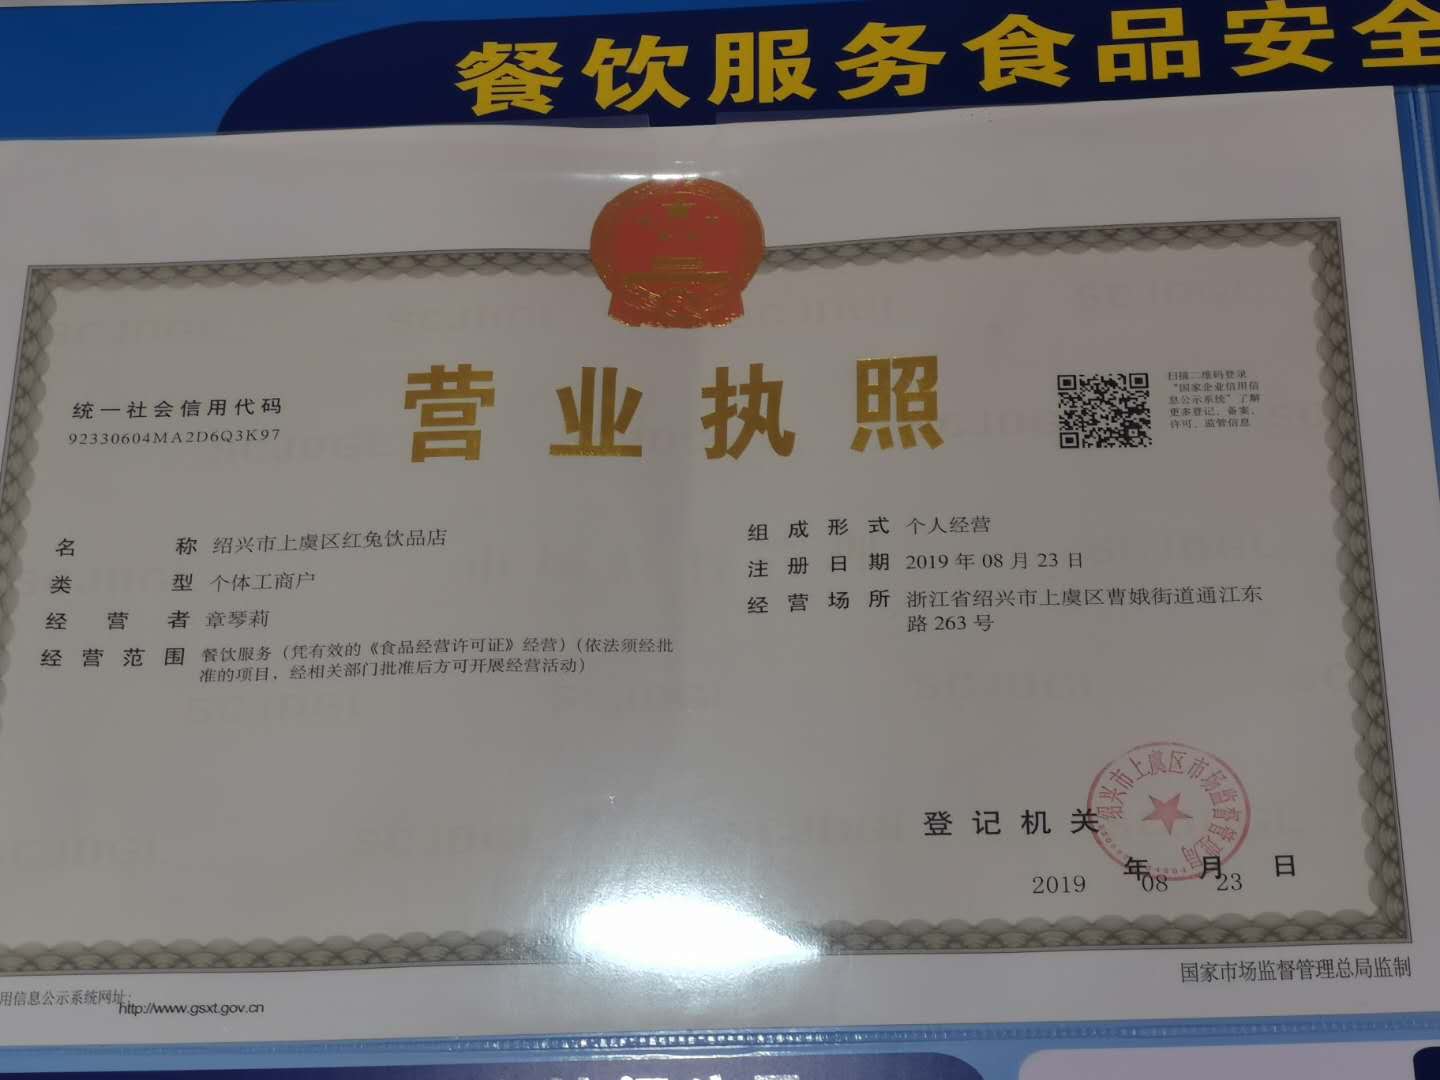 餐饮服务食品安全
营业执照
统一社会信用代码
92330604MA2D6Q3K97
扫描二维码登录
“国家企业信用信
息公示系统”了解
更多登记、备案、
许可、监管信息
名 称 绍兴市上虞区红兔饮品店
类 型 个体工商户
经 营 者 章琴莉
经 营 范 围 餐饮服务（凭有效的《食品经营许可证》经营）（依法须经批
准的项目，经相关部门批准后方可开展经营活动）
组 成 形 式 个人经营
注 册 日 期 2019 年 08 月 23 日
经 营 场 所 浙江省绍兴市上虞区曹娥街道通江东
路 263 号
登 记 机 关
绍兴市上虞区市场监督管理局
2019 年 08 月 23 日
用信息公示系统网址：
http://www.gsxt.gov.cn
国家市场监督管理总局监制